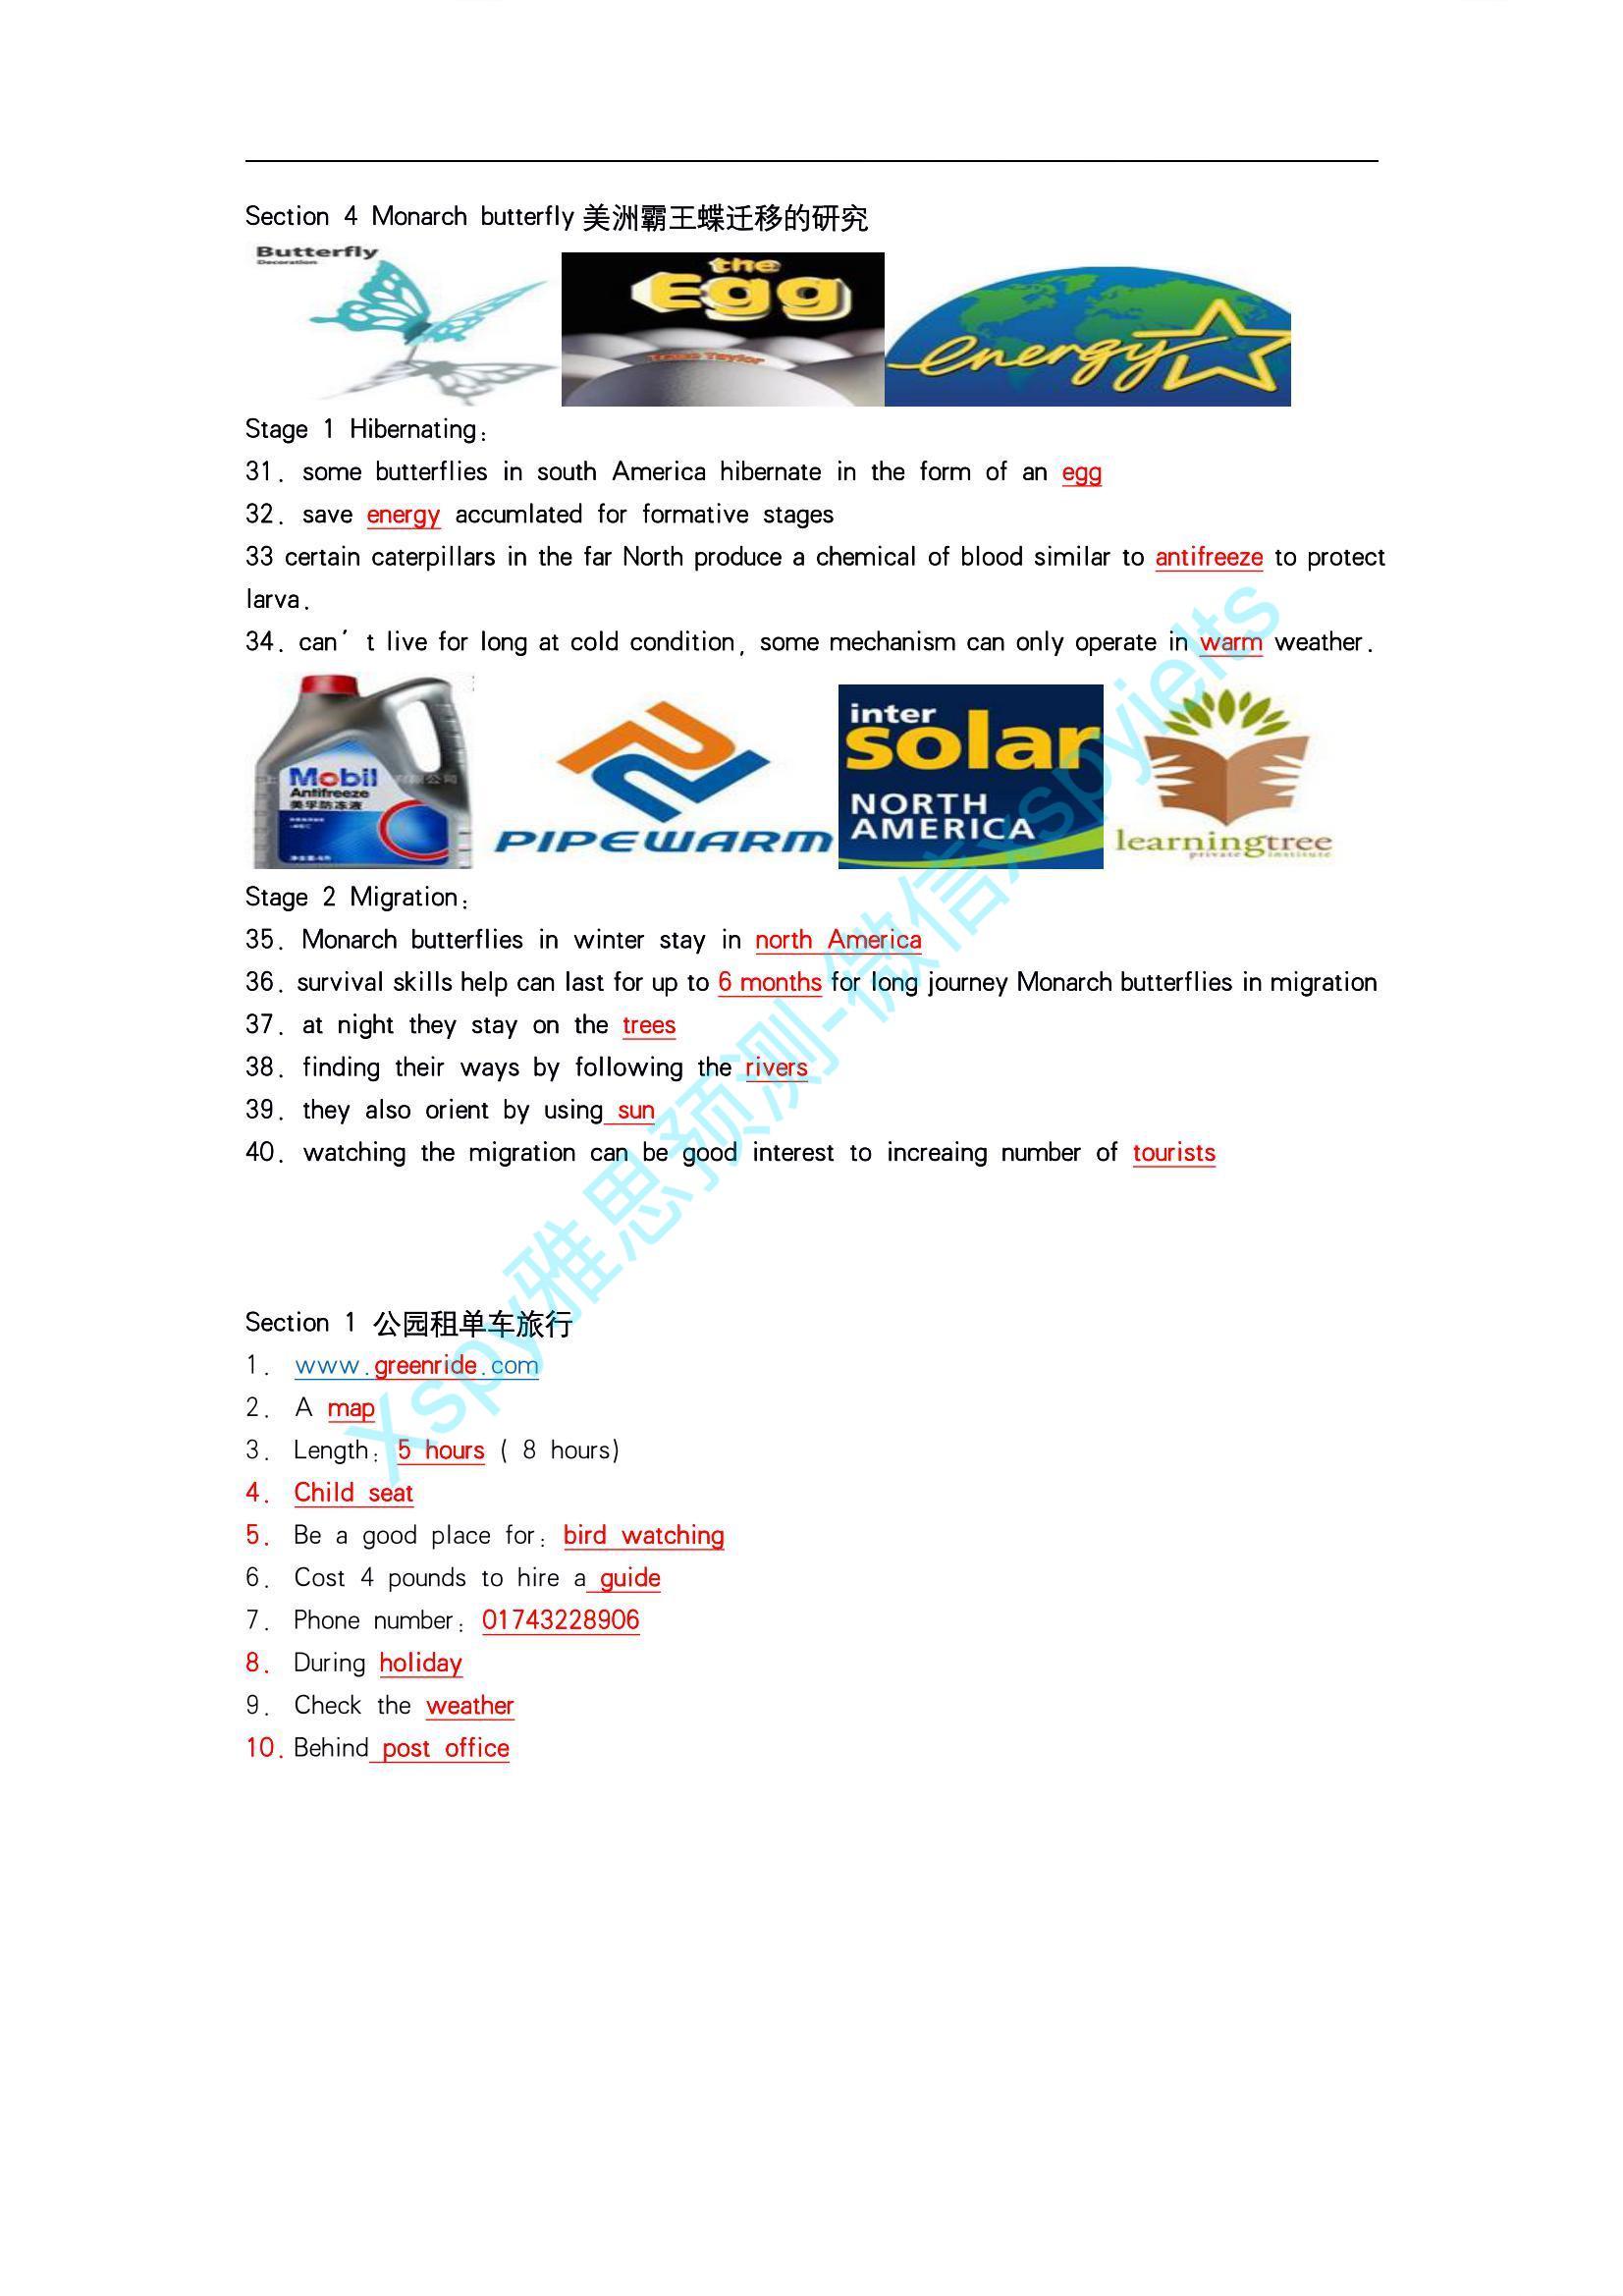 Section 4 Monarch butterfly 美洲霸王蝶迁移的研究
Butterfly
Decoration
the
Egg
energy
Stage 1 Hibernating:
31. some butterflies in south America hibernate in the form of an egg
32. save energy accumlated for formative stages
33 certain caterpillars in the far North produce a chemical of blood similar to antifreeze to protect
larva.
34. can't live for long at cold condition, some mechanism can only operate in warm weather.
Mobil
Antifreeze
美孚防冻液
PIPEWARM
inter
solar
NORTH
AMERICA
learningtree
private institute
Stage 2 Migration:
35. Monarch butterflies in winter stay in north America
36. survival skills help can last for up to 6 months for long journey Monarch butterflies in migration
37. at night they stay on the trees
38. finding their ways by following the rivers
39. they also orient by using sun
40. watching the migration can be good interest to increaing number of tourists
Xspy雅思预测-微信xspyielts
Section 1 公园租单车旅行
1. www.greenride.com
2. A map
3. Length: 5 hours ( 8 hours)
4. Child seat
5. Be a good place for: bird watching
6. Cost 4 pounds to hire a guide
7. Phone number: 01743228906
8. During holiday
9. Check the weather
10. Behind post office